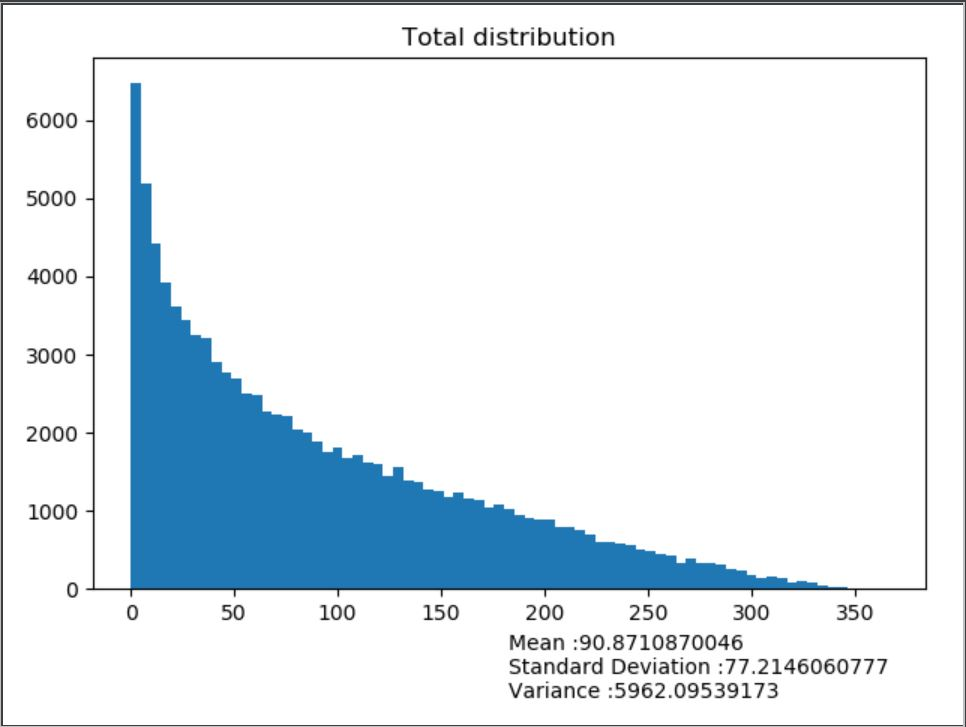 Total distribution
6000
5000
4000
3000
2000
1000
0
0 50 100 150 200 250 300 350
Mean :90.8710870046
Standard Deviation :77.2146060777
Variance :5962.09539173